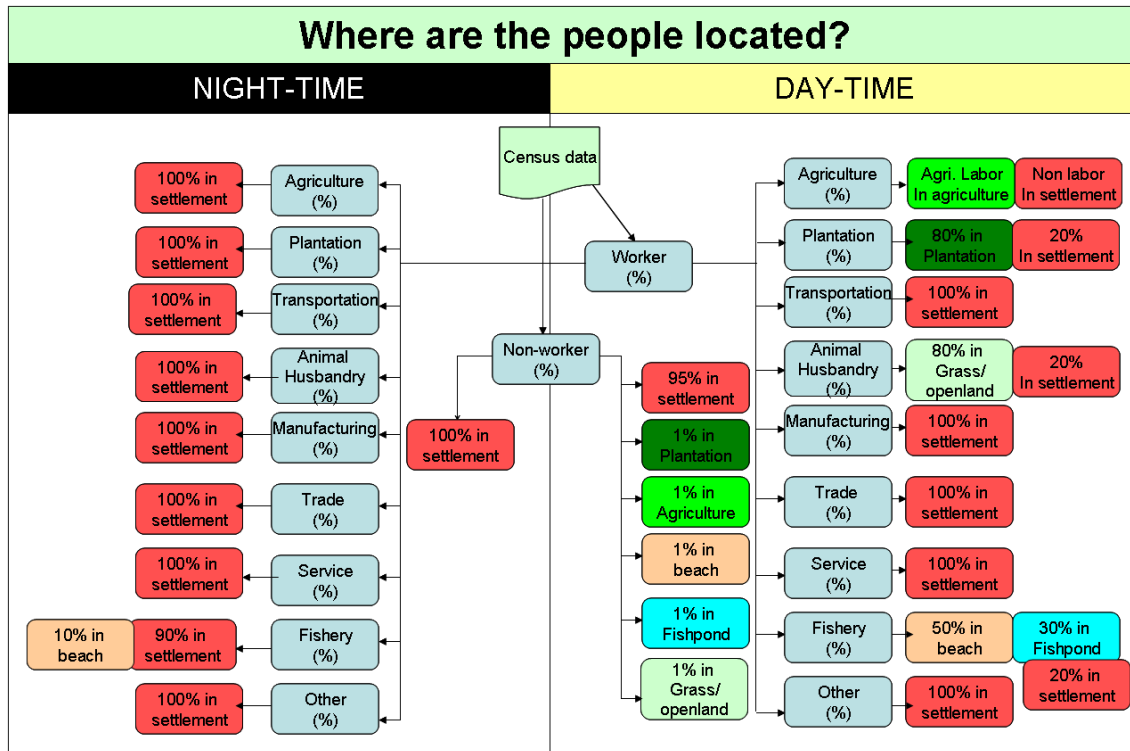 Where are the people located?
NIGHT-TIME
DAY-TIME
Census data
Worker
(%)
Non-worker
(%)
100% in
settlement
Agriculture
(%)
100% in
settlement
Plantation
(%)
100% in
settlement
Transportation
(%)
100% in
settlement
Animal
Husbandry
(%)
100% in
settlement
Manufacturing
(%)
100% in
settlement
Trade
(%)
100% in
settlement
Service
(%)
10% in
beach
90% in
settlement
Fishery
(%)
100% in
settlement
Other
(%)
100% in
settlement
95% in
settlement
1% in
Plantation
1% in
Agriculture
1% in
beach
1% in
Fishpond
1% in
Grass/
openland
Agriculture
(%)
Agri. Labor
In agriculture
Non labor
In settlement
Plantation
(%)
80% in
Plantation
20%
In settlement
Transportation
(%)
100% in
settlement
Animal
Husbandry
(%)
80% in
Grass/
openland
20%
In settlement
Manufacturing
(%)
100% in
settlement
Trade
(%)
100% in
settlement
Service
(%)
100% in
settlement
Fishery
(%)
50% in
beach
30% in
Fishpond
20% in
settlement
Other
(%)
100% in
settlement